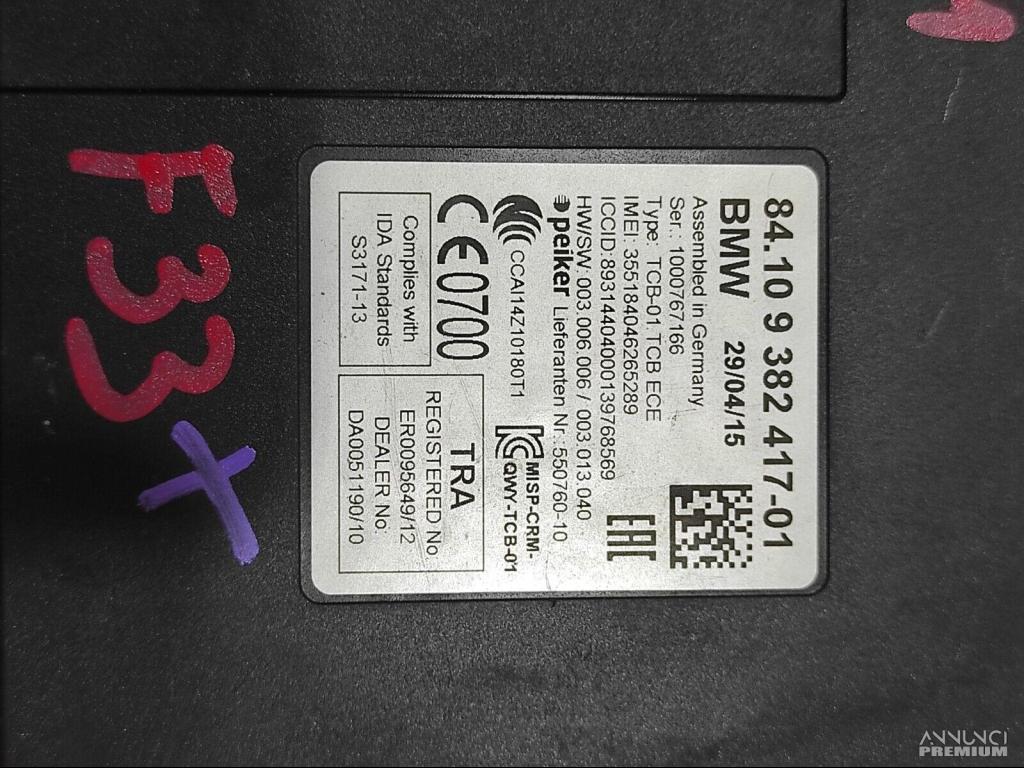 84.10 9 382 417-01
BMW 29/04/15
Assembled in Germany
Ser.: 1000767166
Type: TCB-01 TCB ECE
IMEI: 355184046265289
ICCID:89314404000139768569
HW/SW: 003.006.006 / 003.013.040
peiker Lieferanten Nr.:550760-10
CCAI14Z10180T1
MISP-CRM-
QWY-TCB-01
EAC
CE0700
Complies with
IDA Standards
S3171-13
TRA
REGISTERED No:
ER0095649/12
DEALER No:
DA0051190/10
F33+
1
ANNUNCI
PREMIUM